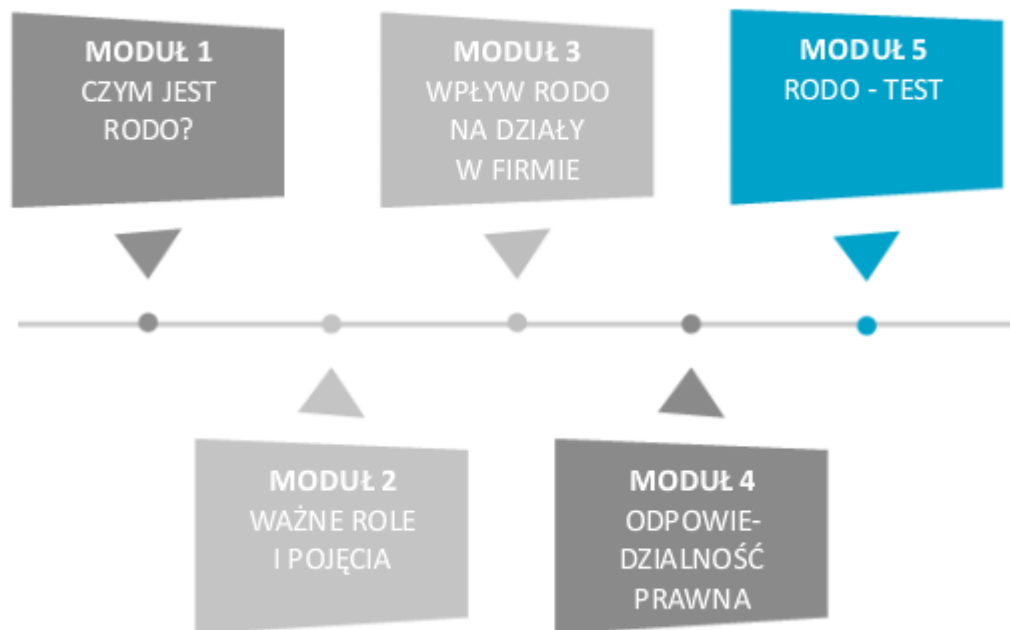 MODUŁ 1
CZYM JEST
RODO?
MODUŁ 2
WAŻNE ROLE
I POJĘCIA
MODUŁ 3
WPŁYW RODO
NA DZIAŁY
W FIRMIE
MODUŁ 4
ODPOWIE-
DZIALNOŚĆ
PRAWNA
MODUŁ 5
RODO - TEST